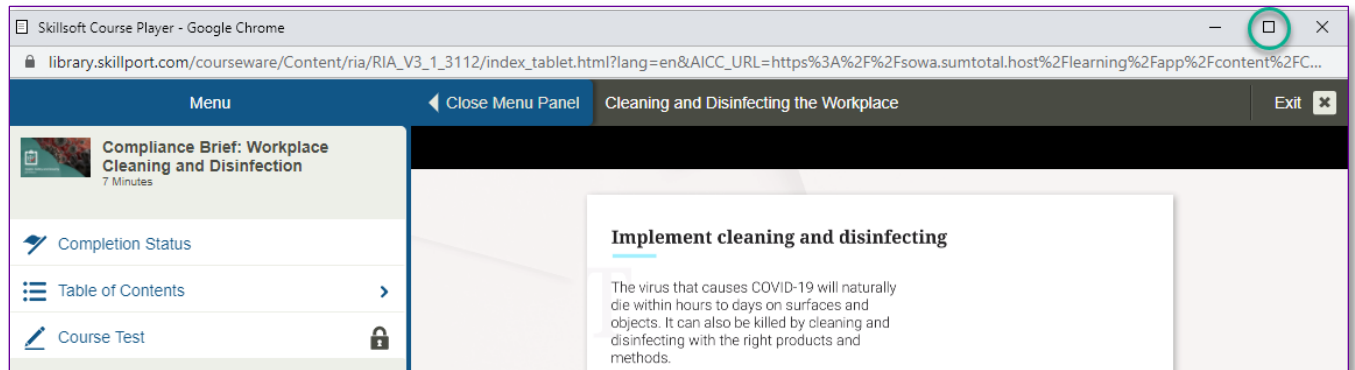 Skillsoft Course Player - Google Chrome
library.skillport.com/courseware/Content/ria/RIA_V3_1_3112/index_tablet.html?lang=en&AICC_URL=https%3A%2F%2Fsowa.sumtotal.host%2Flearning%2Fapp%2Fcontent%2FC...
Menu
Close Menu Panel
Cleaning and Disinfecting the Workplace
Exit
Compliance Brief: Workplace
Cleaning and Disinfection
7 Minutes
Completion Status
Table of Contents
Course Test
Implement cleaning and disinfecting
The virus that causes COVID-19 will naturally
die within hours to days on surfaces and
objects. It can also be killed by cleaning and
disinfecting with the right products and
methods.